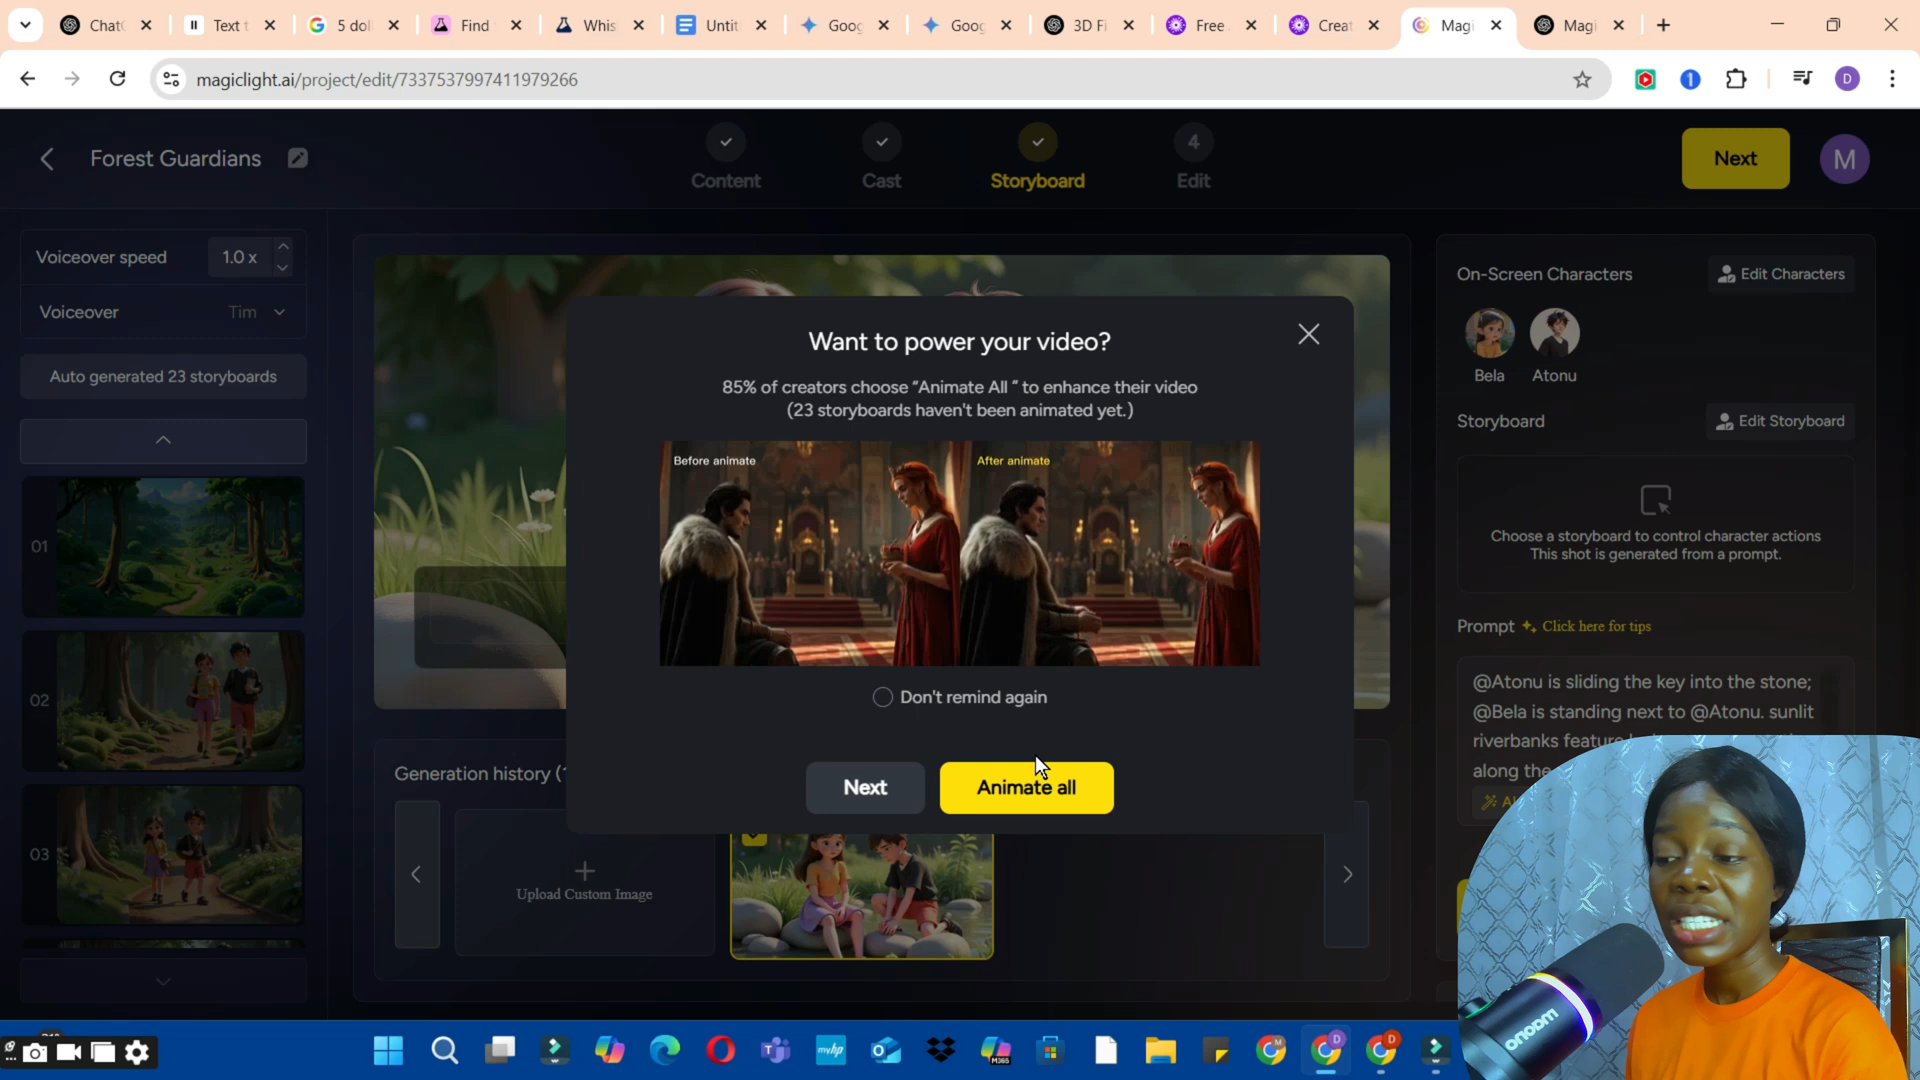 Chat
Text t
5 dol
Find
Whis
Untit
Goog
Goog
3D Fi
Free
Creat
Magi
Magi
magiclight.ai/project/edit/7337537997411979266
D
Forest Guardians
Content
Cast
Storyboard
4
Edit
Next
M
Voiceover speed
1.0 x
Voiceover
Tim
Auto generated 23 storyboards
01
02
03
Want to power your video?
85% of creators choose “Animate All ” to enhance their video
(23 storyboards haven't been animated yet.)
Before animate
After animate
Don't remind again
Next
Animate all
Generation history (
Upload Custom Image
On-Screen Characters
Edit Characters
Bela
Atonu
Storyboard
Edit Storyboard
Choose a storyboard to control character actions
This shot is generated from a prompt.
Prompt
Click here for tips
@Atonu is sliding the key into the stone;
@Bela is standing next to @Atonu. sunlit
riverbanks
along the
myhp
M365
MAONO